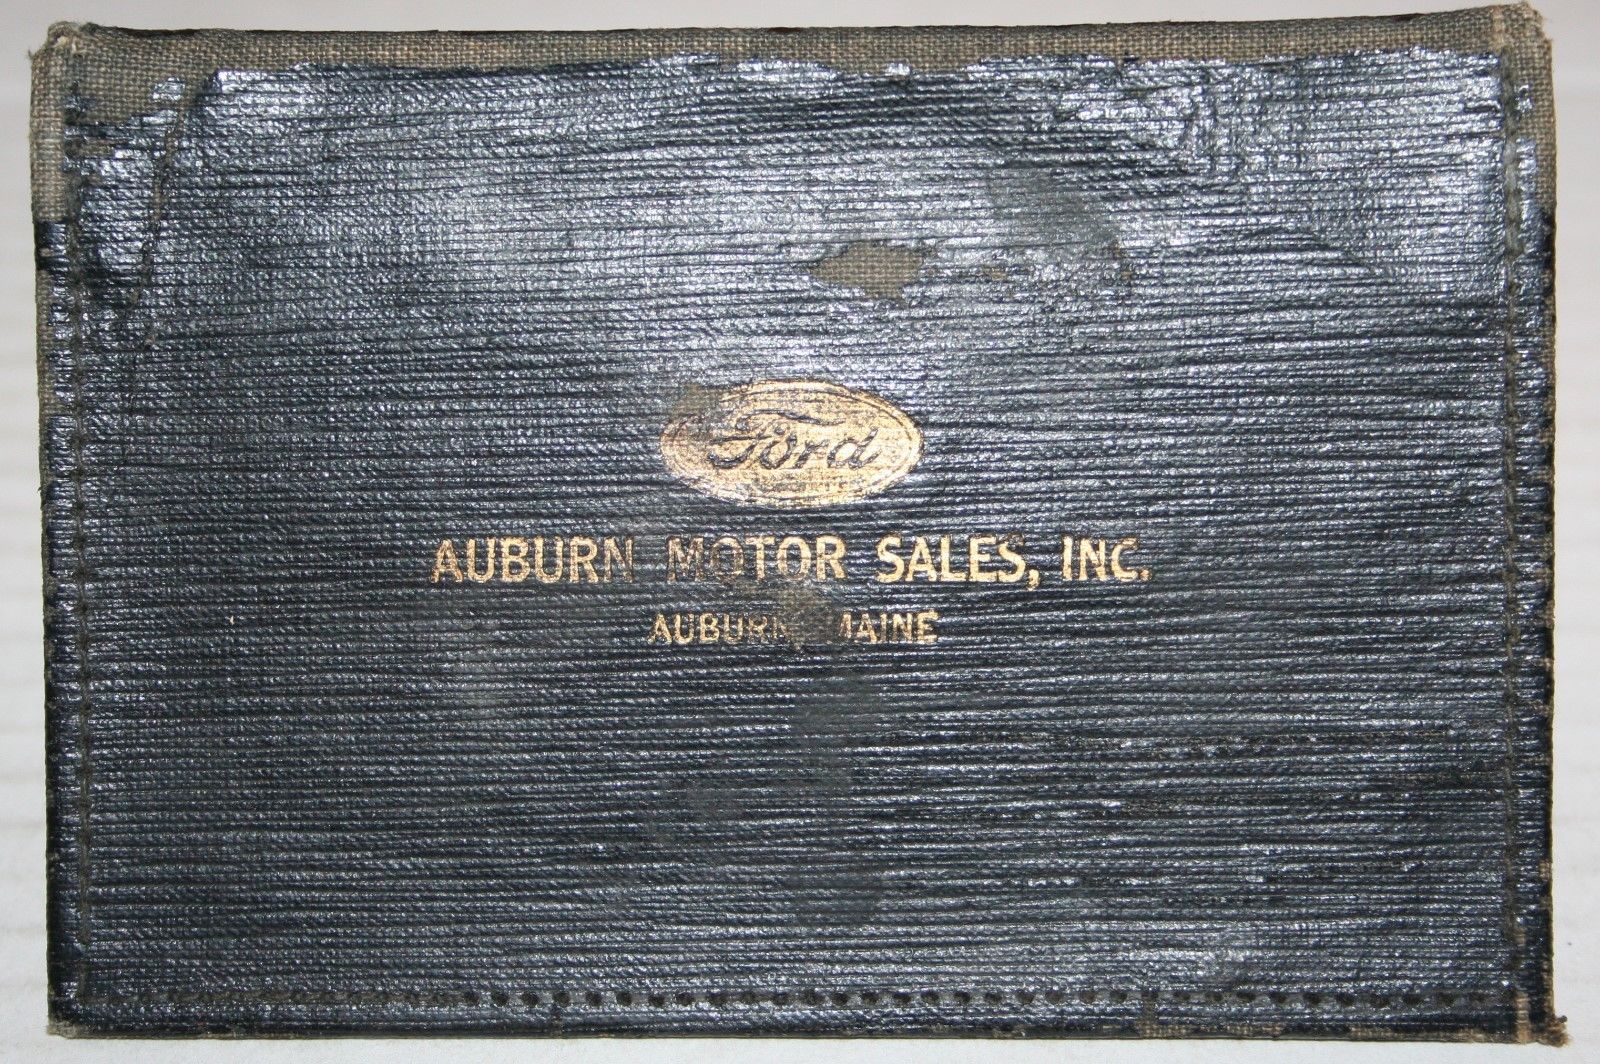 Ford
AUBURN MOTOR SALES, INC.
AUBURN, MAINE